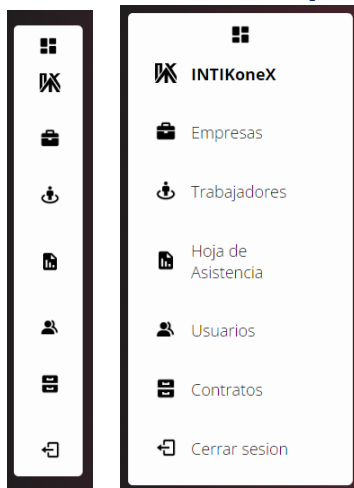 INTIKoneX
Empresas
Trabajadores
Hoja de
Asistencia
Usuarios
Contratos
Cerrar sesion